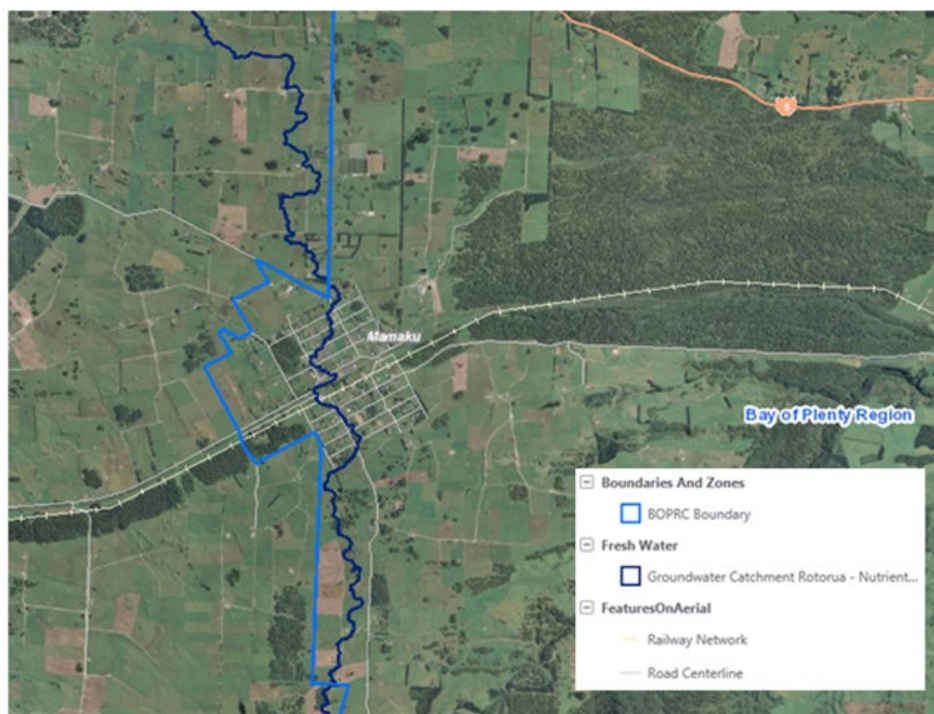 5
Mamaku
Bay of Plenty Region
Boundaries And Zones
BOPRC Boundary
Fresh Water
Groundwater Catchment Rotorua - Nutrient...
FeaturesOnAerial
Railway Network
Road Centerline